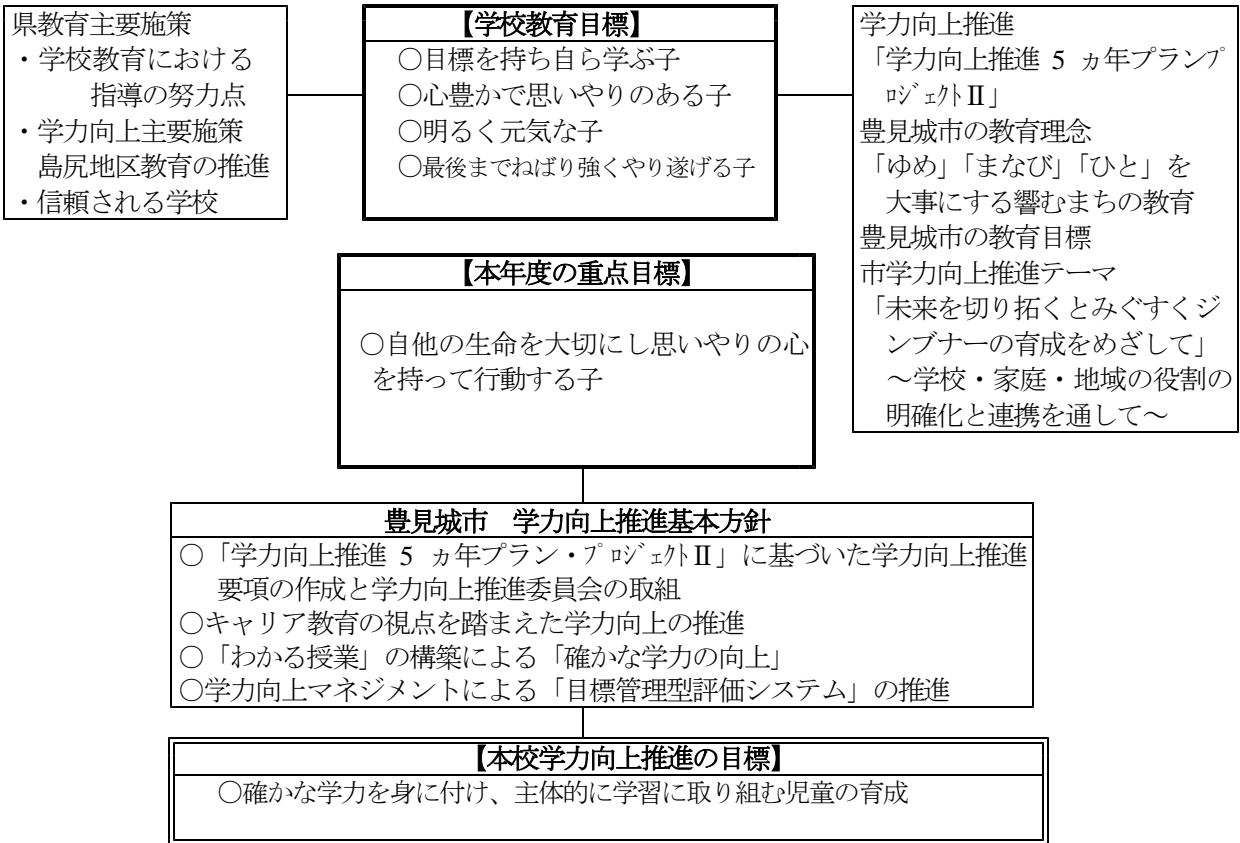 県教育主要施策
・学校教育における
指導の努力点
・学力向上主要施策
島尻地区教育の推進
・信頼される学校
【学校教育目標】
○目標を持ち自ら学ぶ子
○心豊かで思いやりのある子
○明るく元気な子
○最後までねばり強くやり遂げる子
学力向上推進
「学力向上推進 5 ヵ年プランﾌﾟ
ﾛｼﾞｪｸﾄⅡ」
豊見城市の教育理念
「ゆめ」「まなび」「ひと」を
大事にする響むまちの教育
豊見城市の教育目標
市学力向上推進テーマ
「未来を切り拓くとみぐすくジ
ンブナーの育成をめざして」
～学校・家庭・地域の役割の
明確化と連携を通して～
【本年度の重点目標】
○自他の生命を大切にし思いやりの心
を持って行動する子
豊見城市　学力向上推進基本方針
○「学力向上推進 5 ヵ年プラン・ﾌﾟﾛｼﾞｪｸﾄⅡ」に基づいた学力向上推進
要項の作成と学力向上推進委員会の取組
○キャリア教育の視点を踏まえた学力向上の推進
○「わかる授業」の構築による「確かな学力の向上」
○学力向上マネジメントによる「目標管理型評価システム」の推進
【本校学力向上推進の目標】
○確かな学力を身に付け、主体的に学習に取り組む児童の育成